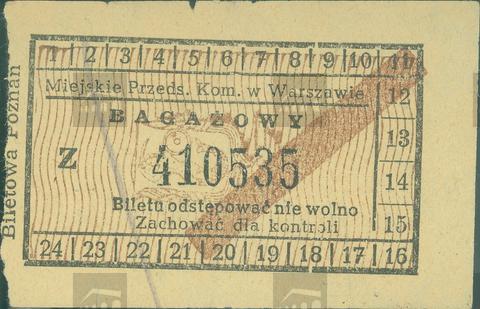 1 2 3 4 5 6 7 8 9 10 11
Miejskie Przeds. Kom. w Warszawie
12
BAGAZOWY
13
Z 410535
14
Biletu odstępować nie wolno
Zachować dla kontroli
15
24 23 22 21 20 19 18 17 16
Biletowa Poznań